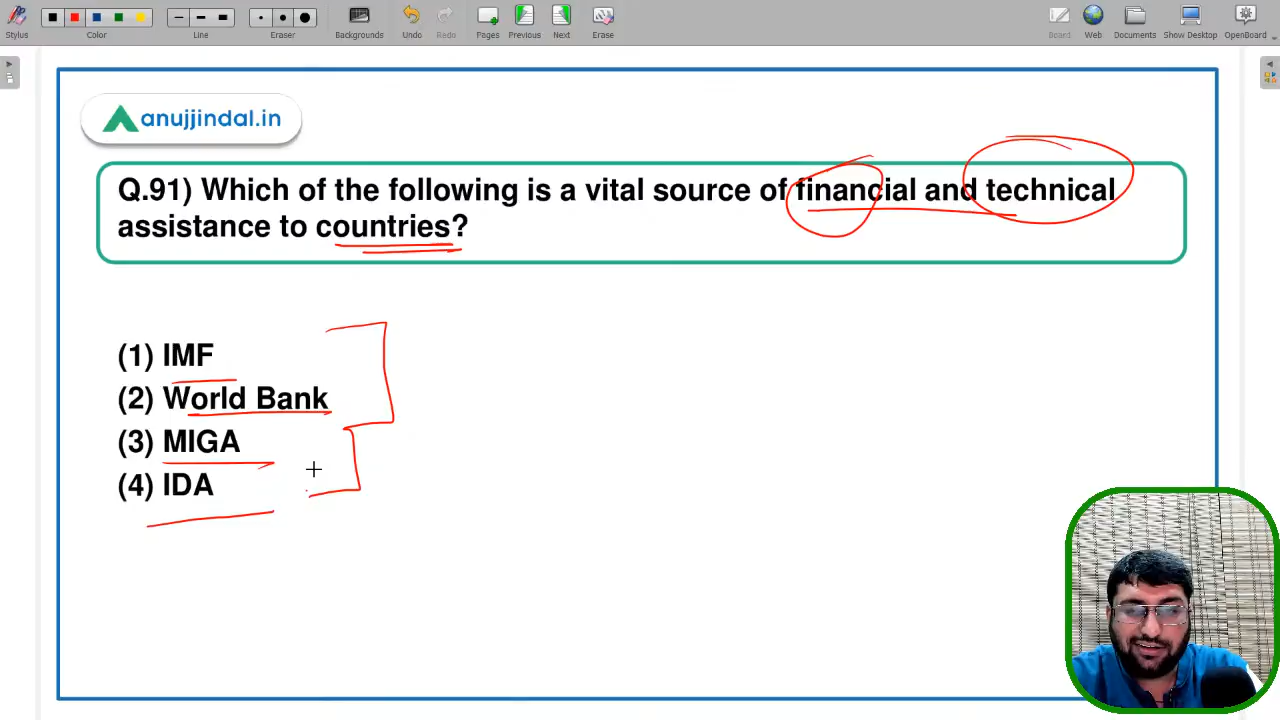 Stylus
Color
Line
Eraser
Backgrounds
Undo
Redo
Pages
Previous
Next
Erase
Board
Web
Documents
Show Desktop
OpenBoard
anujjindal.in
Q.91) Which of the following is a vital source of financial and technical
assistance to countries?
(1) IMF
(2) World Bank
(3) MIGA
(4) IDA